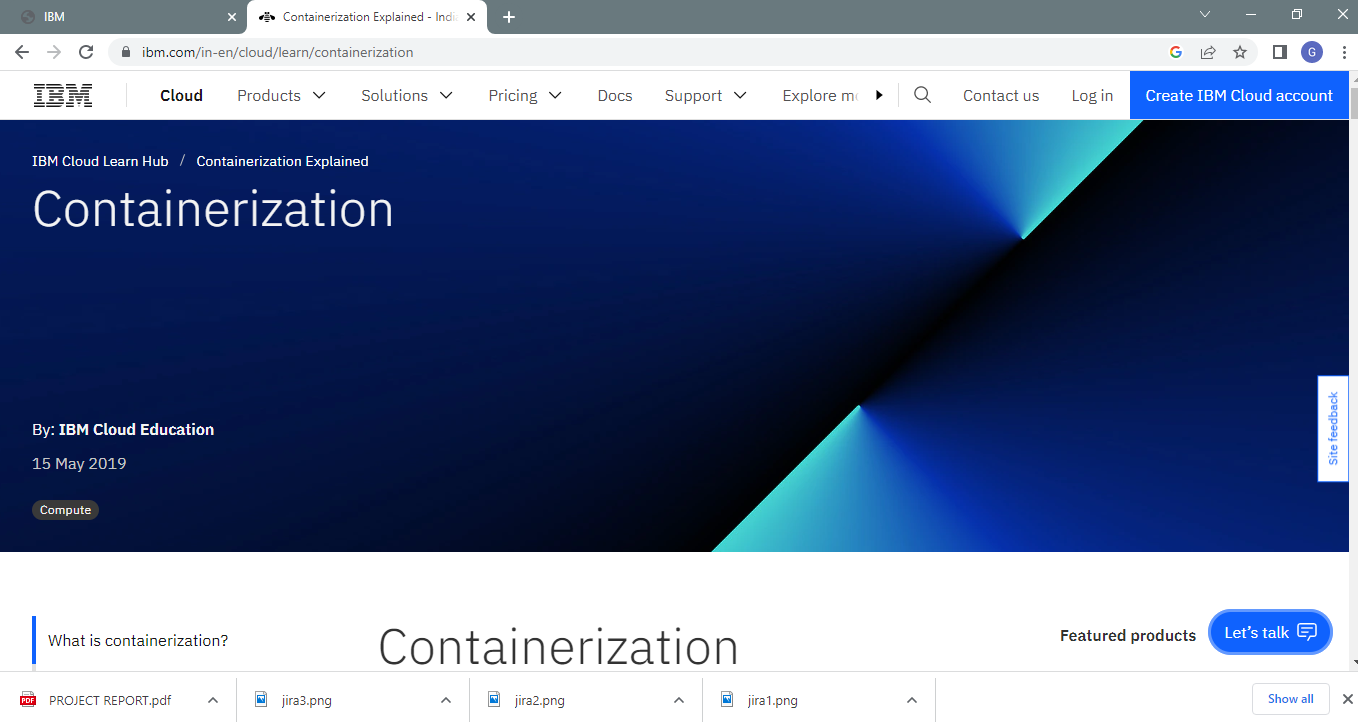 IBM
Containerization Explained - Indi
ibm.com/in-en/cloud/learn/containerization
G
IBM
Cloud Products Solutions Pricing Docs Support Explore mo Contact us Log in Create IBM Cloud account
IBM Cloud Learn Hub / Containerization Explained
Containerization
By: IBM Cloud Education
15 May 2019
Compute
Site feedback
What is containerization?
Containerization
Featured products
Let's talk
PDF PROJECT REPORT.pdf jira3.png jira2.png jira1.png Show all